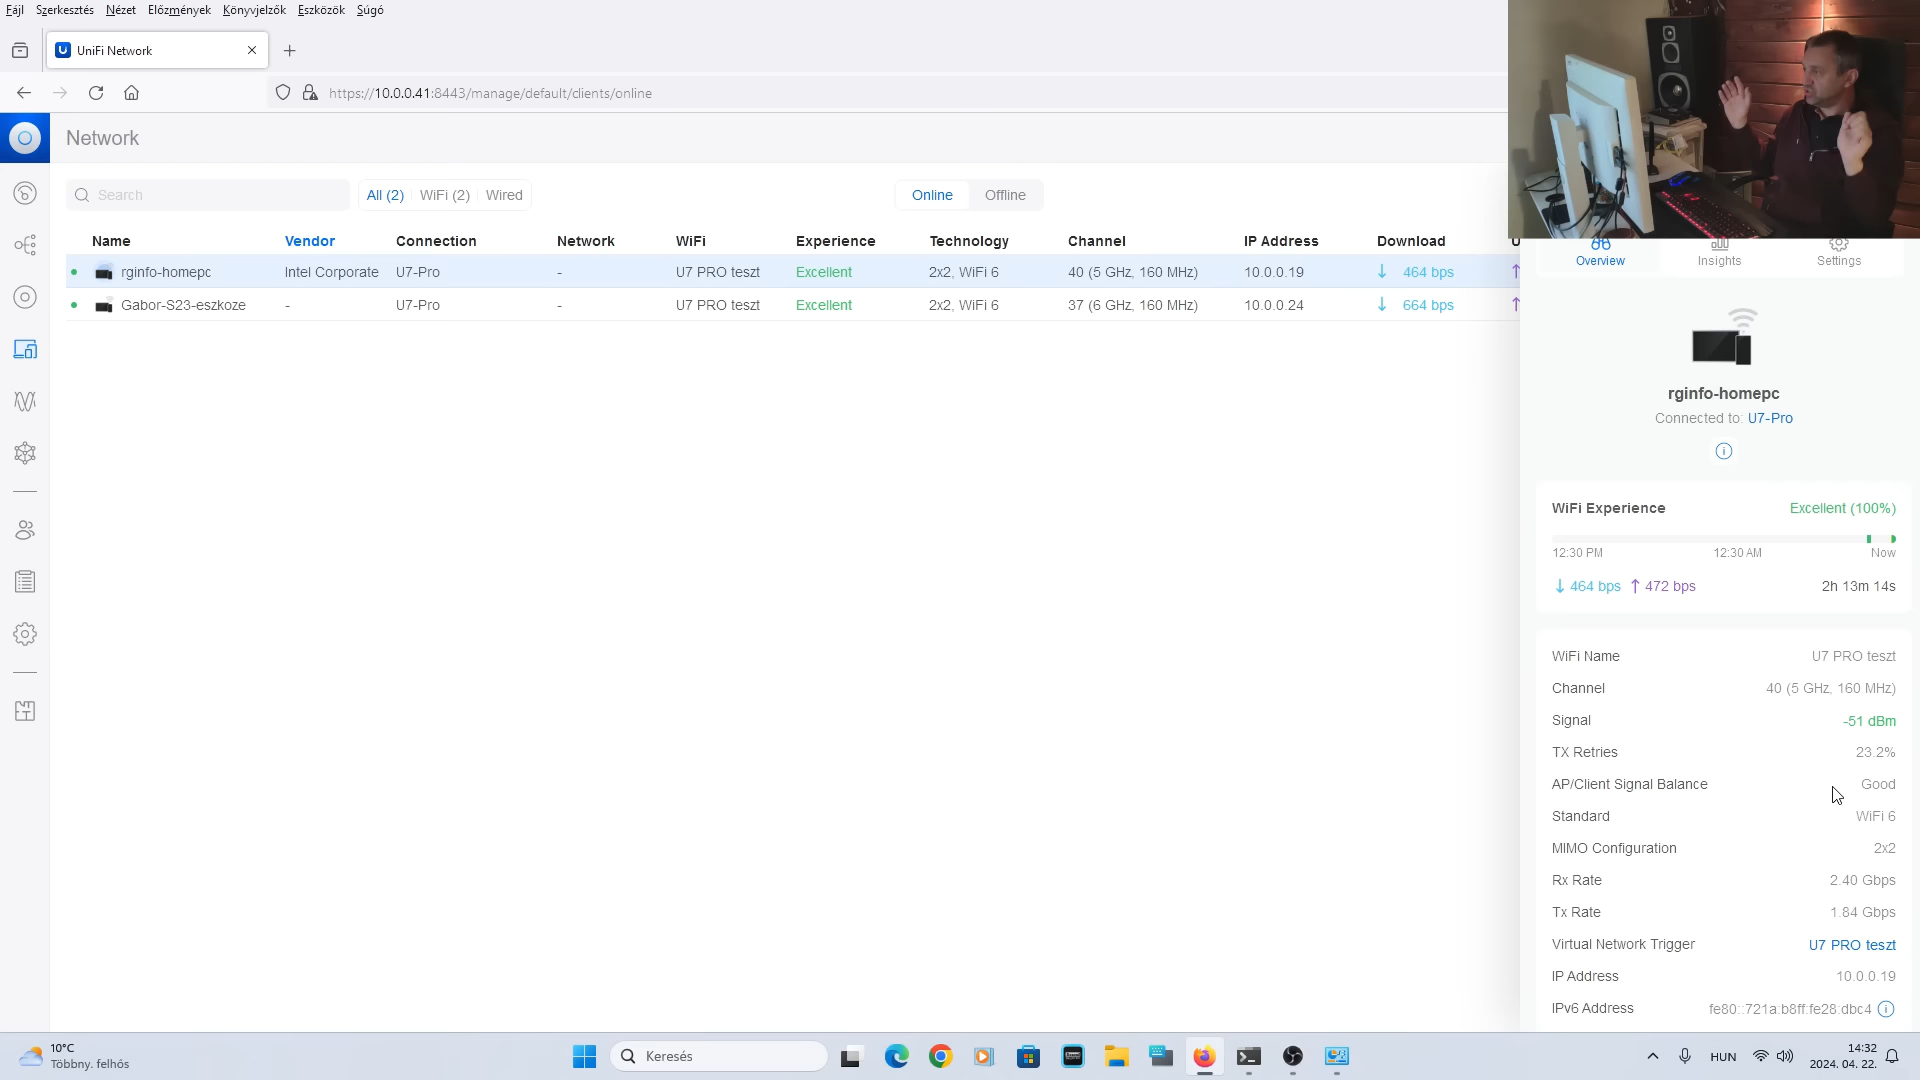 Fájl Szerkesztés Nézet Előzmények Könyvjelzők Eszközök Súgó
UniFi Network
https://10.0.0.41:8443/manage/default/clients/online
Network
Search All (2) WiFi (2) Wired Online Offline
Name Vendor Connection Network WiFi Experience Technology Channel IP Address Download U
rginfo-homepc Intel Corporate U7-Pro - U7 PRO teszt Excellent 2x2, WiFi 6 40 (5 GHz, 160 MHz) 10.0.0.19 ↓ 464 bps ↑
Gabor-S23-eszkoze - U7-Pro - U7 PRO teszt Excellent 2x2, WiFi 6 37 (6 GHz, 160 MHz) 10.0.0.24 ↓ 664 bps ↑
Overview Insights Settings
rginfo-homepc
Connected to: U7-Pro
WiFi Experience Excellent (100%)
12:30 PM 12:30 AM Now
↓ 464 bps ↑ 472 bps 2h 13m 14s
WiFi Name U7 PRO teszt
Channel 40 (5 GHz, 160 MHz)
Signal -51 dBm
TX Retries 23.2%
AP/Client Signal Balance Good
Standard WiFi 6
MIMO Configuration 2x2
Rx Rate 2.40 Gbps
Tx Rate 1.84 Gbps
Virtual Network Trigger U7 PRO teszt
IP Address 10.0.0.19
IPv6 Address fe80::721a:b8ff:fe28:dbc4
10°C
Többny. felhős
Keresés
HUN
14:32
2024. 04. 22.